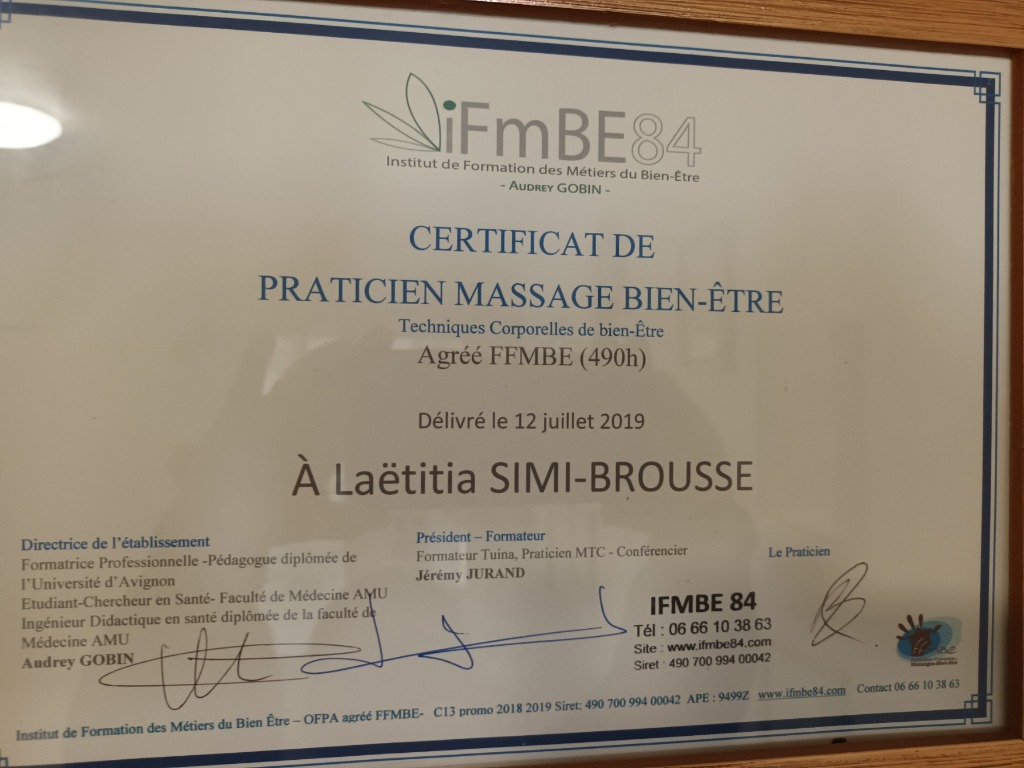 iFmBE84
Institut de Formation des Métiers du Bien-Être
- AUDREY GOBIN -
CERTIFICAT DE
PRATICIEN MASSAGE BIEN-ÊTRE
Techniques Corporelles de bien-Être
Agréé FFMBE (490h)
Délivré le 12 juillet 2019
À Laëtitia SIMI-BROUSSE
Directrice de l'établissement
Formatrice Professionnelle -Pédagogue diplômée de
l'Université d'Avignon
Etudiant-Chercheur en Santé- Faculté de Médecine AMU
Ingénieur Didactique en santé diplômée de la faculté de
Médecine AMU
Audrey GOBIN
Président – Formateur
Formateur Tuina, Praticien MTC - Conférencier
Jérémy JURAND
Le Praticien
IFMBE 84
Tél : 06 66 10 38 63
Site : www.ifmbe84.com
Siret : 490 700 994 00042
FFMBE
Institut de Formation des Métiers du Bien Être – OFPA agréé FFMBE- C13 promo 2018 2019 Siret: 490 700 994 00042 APE : 9499Z www.ifmbe84.com Contact 06 66 10 38 63